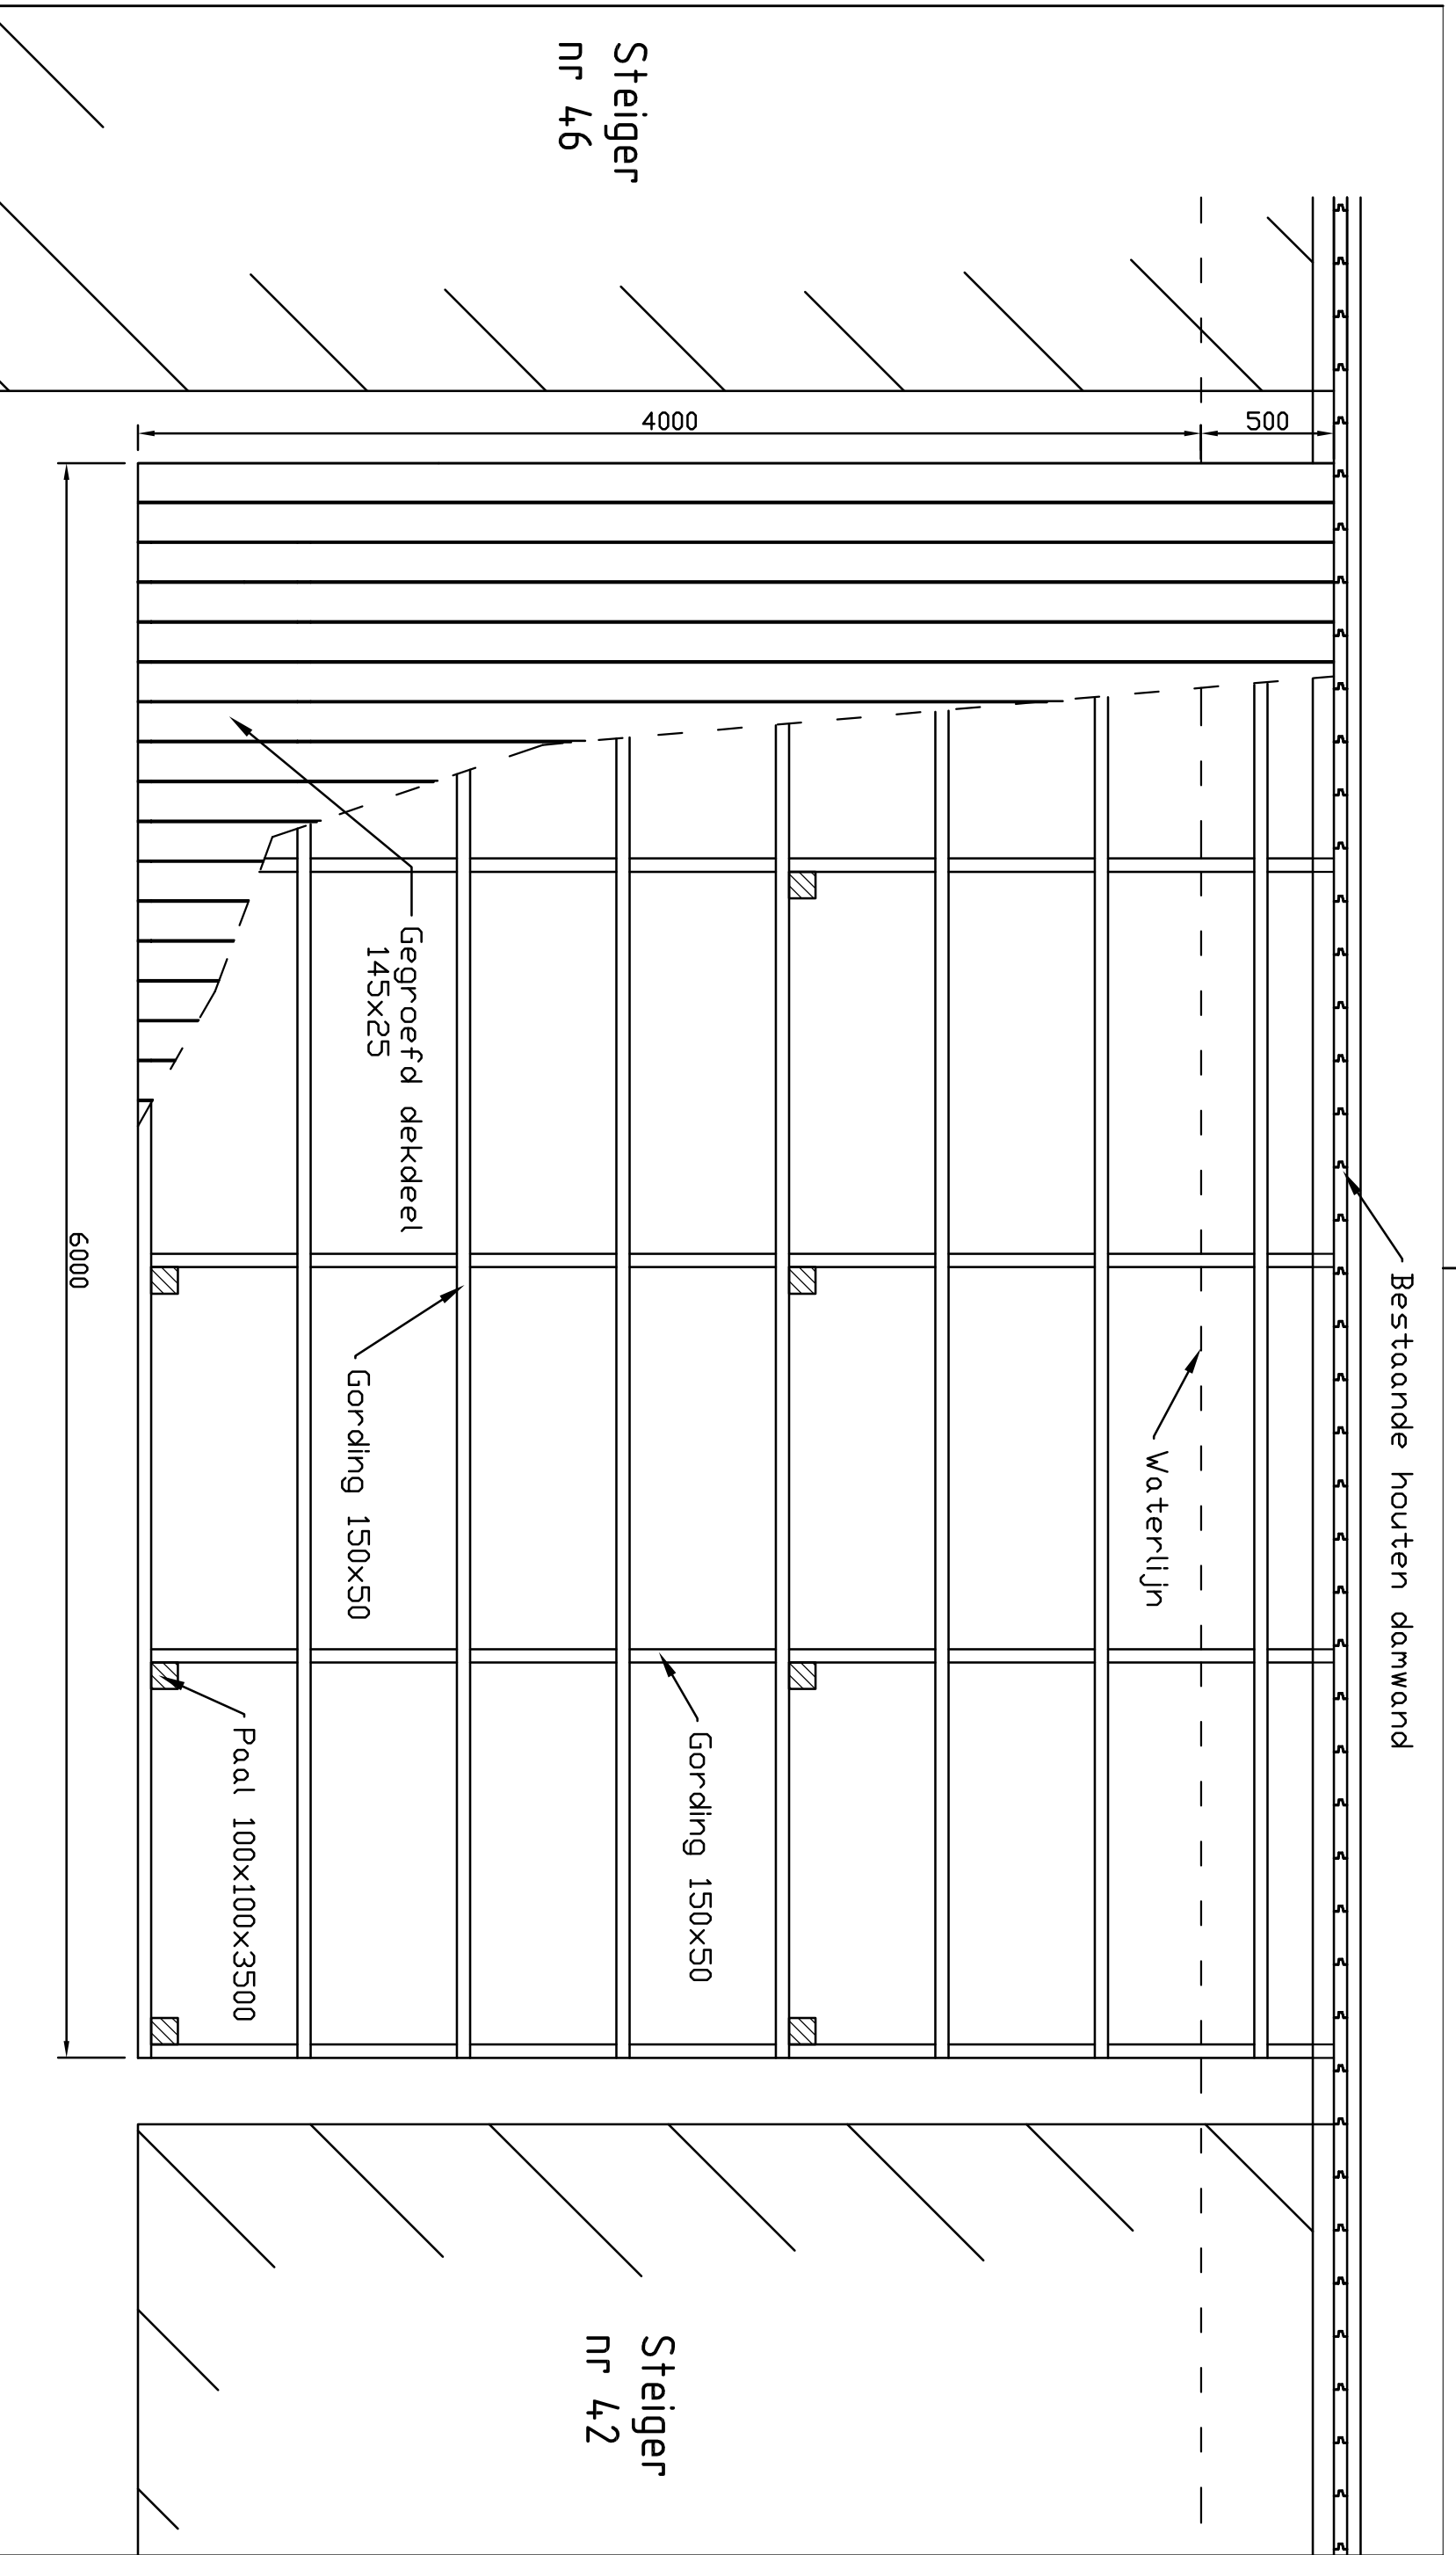 Bestaande houten damwand
500
Waterlijn
4000
Steiger
nr 46
Steiger
nr 42
Gording 150x50
Gegroefd dekdeel
145x25
Gording 150x50
Paal 100x100x3500
6000